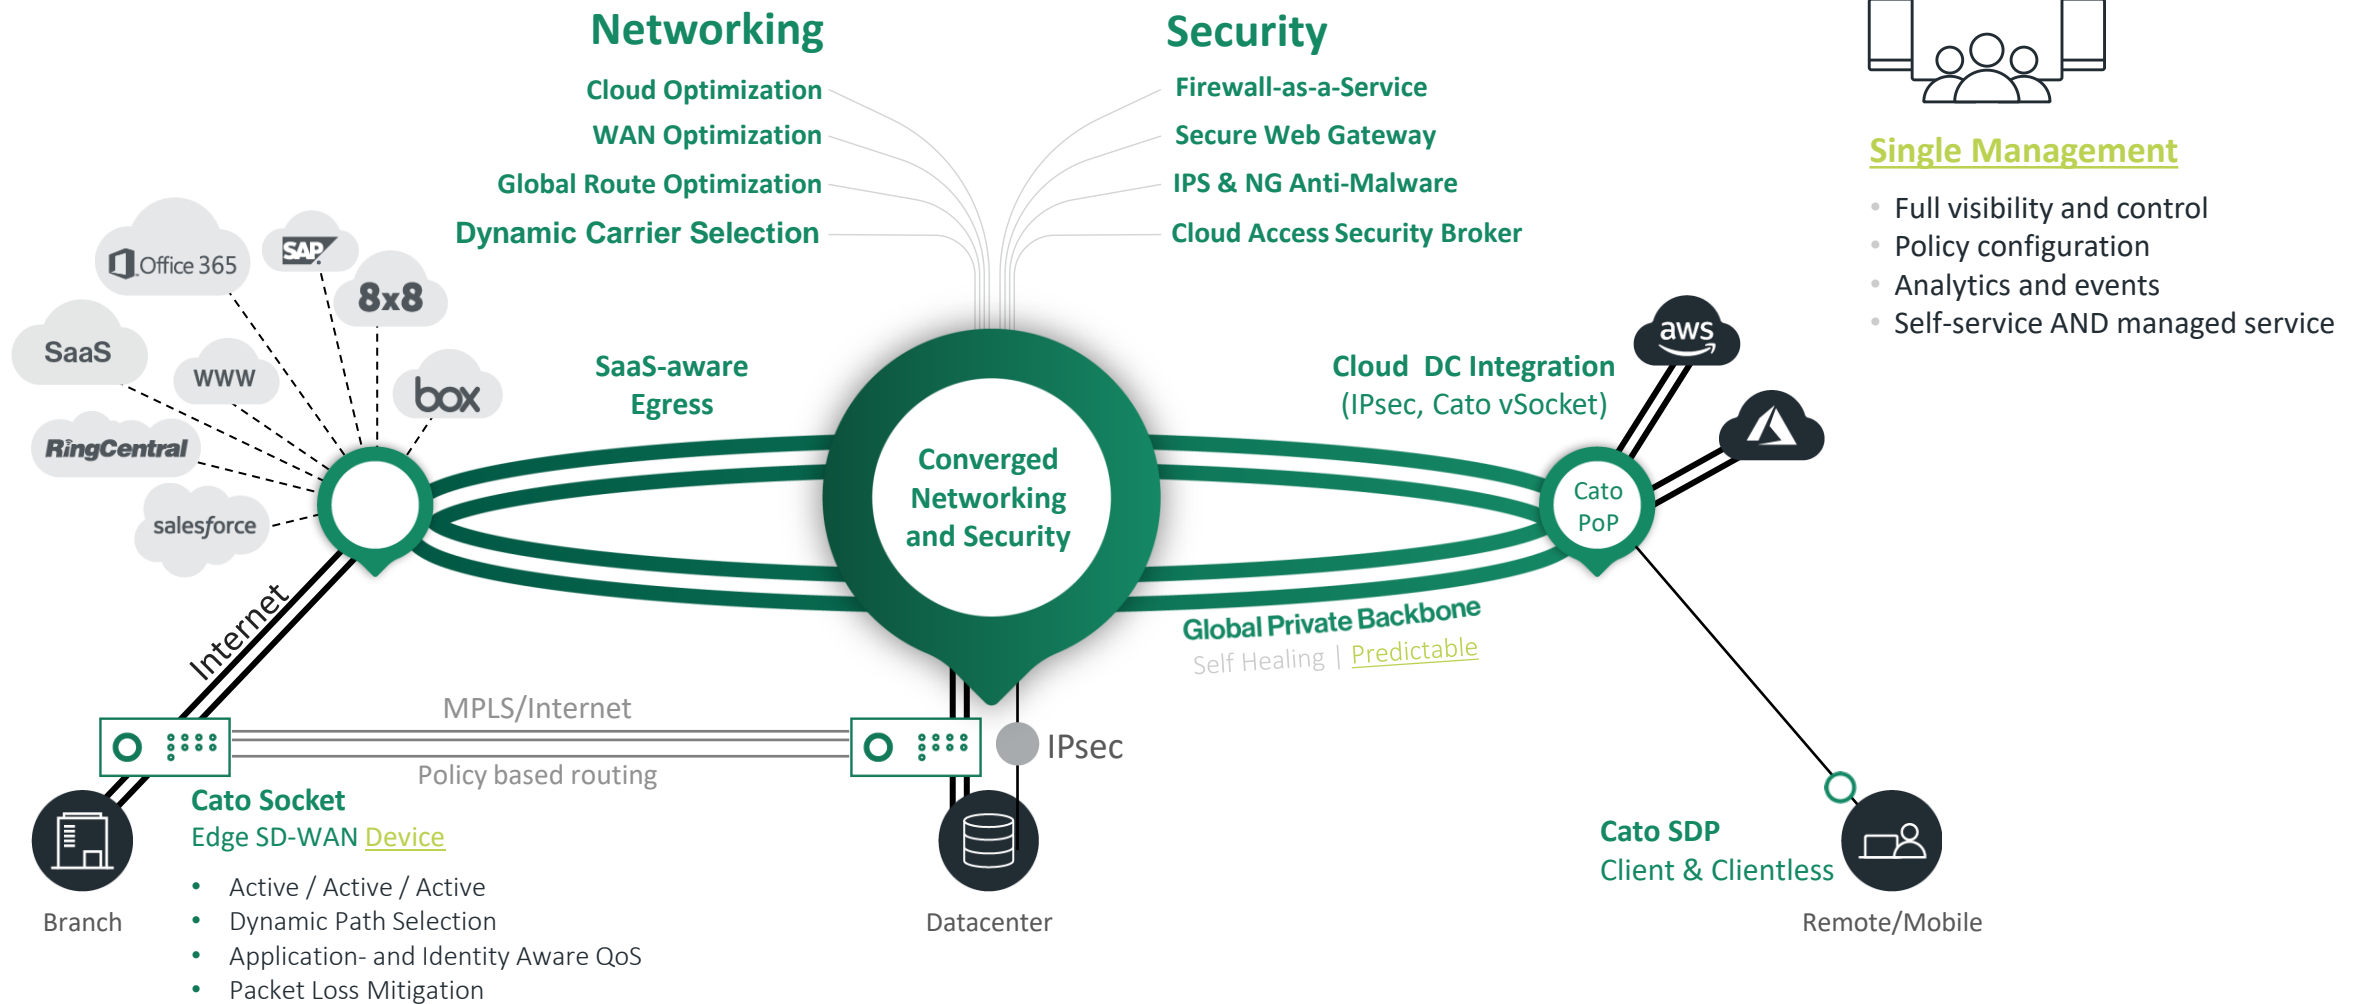 Networking
Cloud Optimization
WAN Optimization
Global Route Optimization
Dynamic Carrier Selection
Security
Firewall-as-a-Service
Secure Web Gateway
IPS & NG Anti-Malware
Cloud Access Security Broker
Single Management
• Full visibility and control
• Policy configuration
• Analytics and events
• Self-service AND managed service
Office 365
SAP
8x8
SaaS
www
box
RingCentral
salesforce
SaaS-aware
Egress
Converged
Networking
and Security
Cloud DC Integration
(IPsec, Cato vSocket)
aws
Cato
PoP
Global Private Backbone
Self Healing | Predictable
Internet
MPLS/Internet
Policy based routing
IPsec
Cato Socket
Edge SD-WAN Device
• Active / Active / Active
• Dynamic Path Selection
• Application- and Identity Aware QoS
• Packet Loss Mitigation
Branch
Datacenter
Cato SDP
Client & Clientless
Remote/Mobile